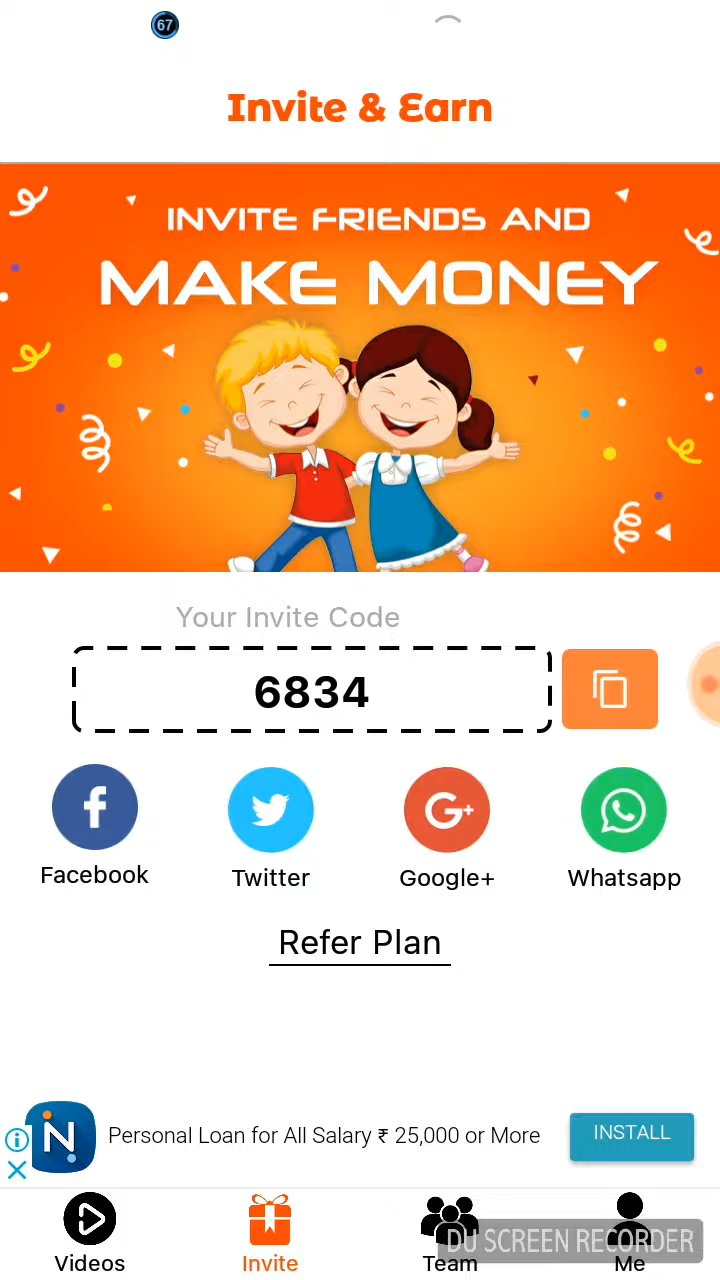 67
Invite & Earn
INVITE FRIENDS AND
MAKE MONEY
Your Invite Code
6834
f
G+
Facebook
Twitter
Google+
Whatsapp
Refer Plan
N
Personal Loan for All Salary ₹ 25,000 or More
INSTALL
Videos
Invite
Team
Me
DU SCREEN RECORDER